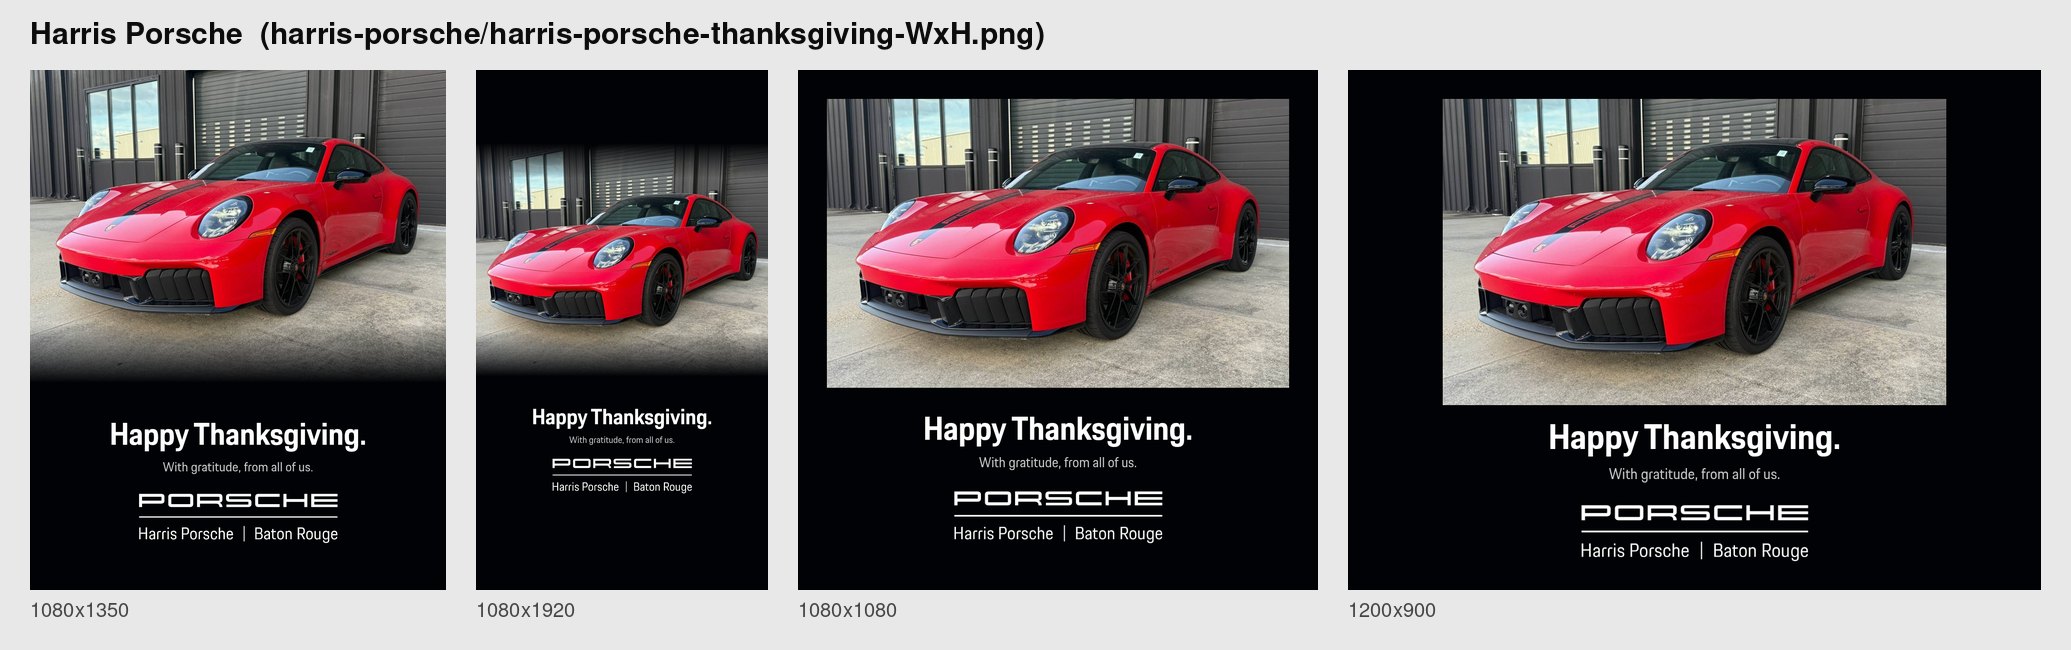 Harris Porsche (harris-porsche/harris-porsche-thanksgiving-WxH.png)
Happy Thanksgiving.
With gratitude, from all of us.
PORSCHE
Harris Porsche | Baton Rouge
1080x1350
Happy Thanksgiving.
With gratitude, from all of us.
PORSCHE
Harris Porsche | Baton Rouge
1080x1920
Happy Thanksgiving.
With gratitude, from all of us.
PORSCHE
Harris Porsche | Baton Rouge
1080x1080
Happy Thanksgiving.
With gratitude, from all of us.
PORSCHE
Harris Porsche | Baton Rouge
1200x900